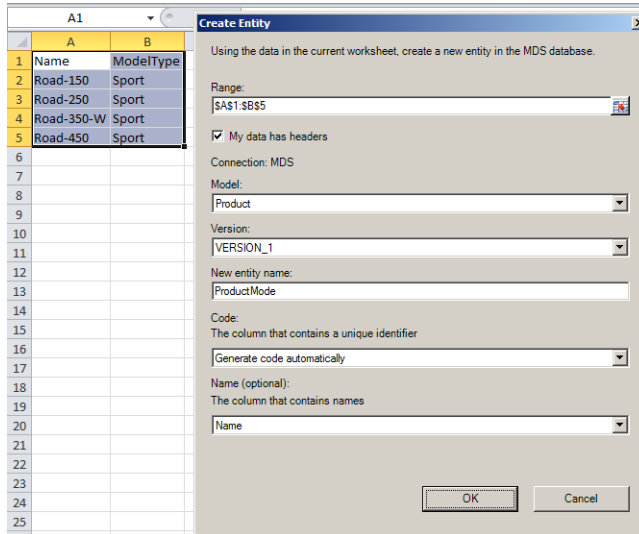 A1
A B
1 Name ModelType
2 Road-150 Sport
3 Road-250 Sport
4 Road-350-W Sport
5 Road-450 Sport
6
7
8
9
10
11
12
13
14
15
16
17
18
19
20
21
22
23
24
25
Create Entity
Using the data in the current worksheet, create a new entity in the MDS database.
Range:
$A$1:$B$5
My data has headers
Connection: MDS
Model:
Product
Version:
VERSION_1
New entity name:
ProductMode
Code:
The column that contains a unique identifier
Generate code automatically
Name (optional):
The column that contains names
Name
OK Cancel